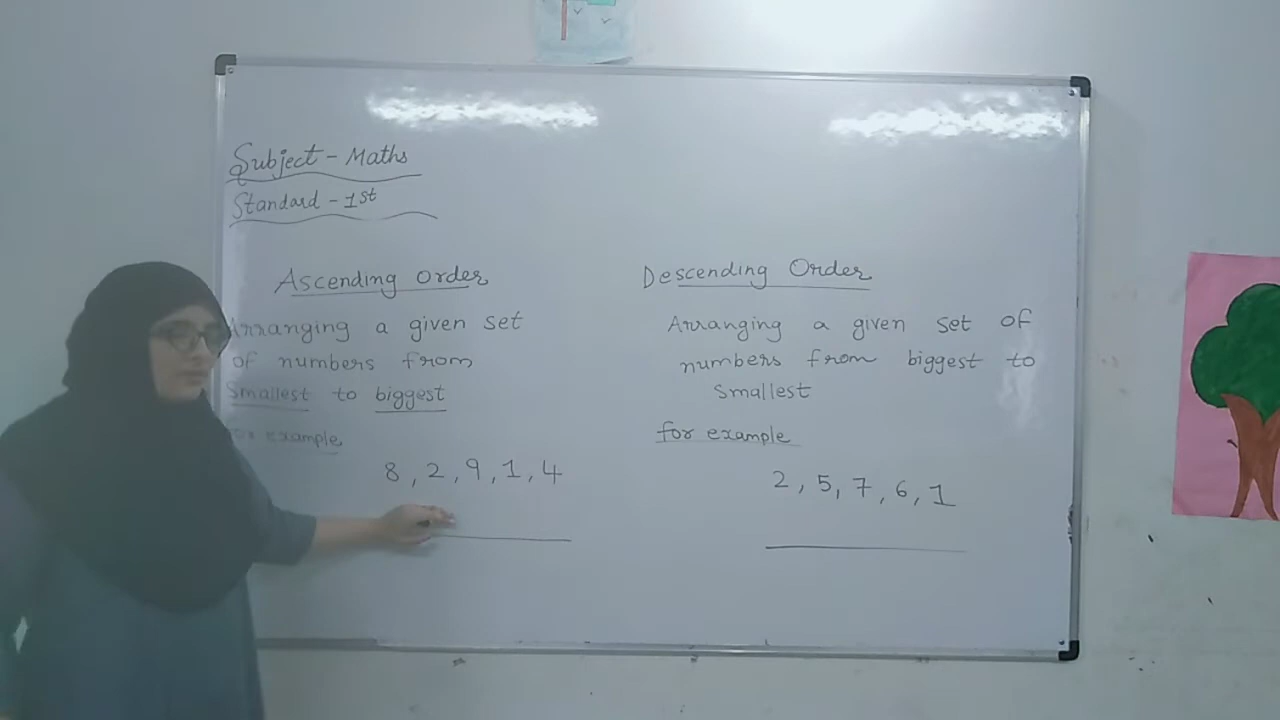 Subject - Maths
Standard - 1st
Ascending order
Arranging a given set
of numbers from
Smallest to biggest
for example
8, 2, 9, 1, 4
Descending Order
Arranging a given set of
numbers from biggest to
Smallest
for example
2, 5, 7, 6, 1